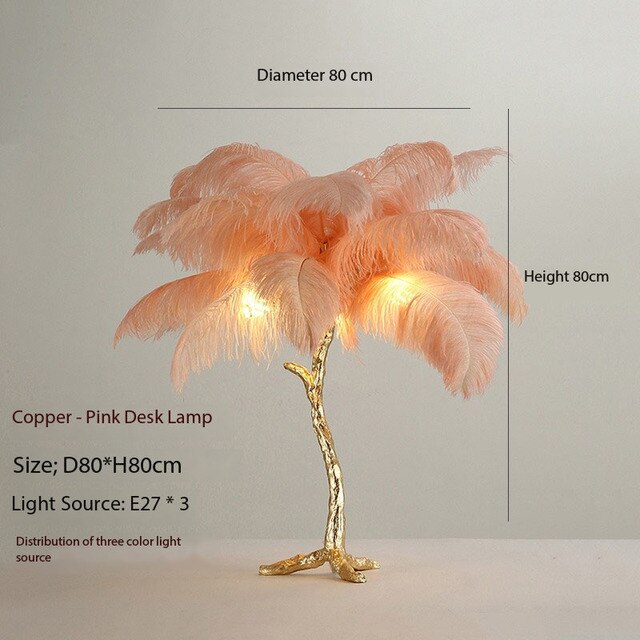 Diameter 80 cm
Height 80cm
Copper - Pink Desk Lamp
Size; D80*H80cm
Light Source: E27 * 3
Distribution of three color light
source